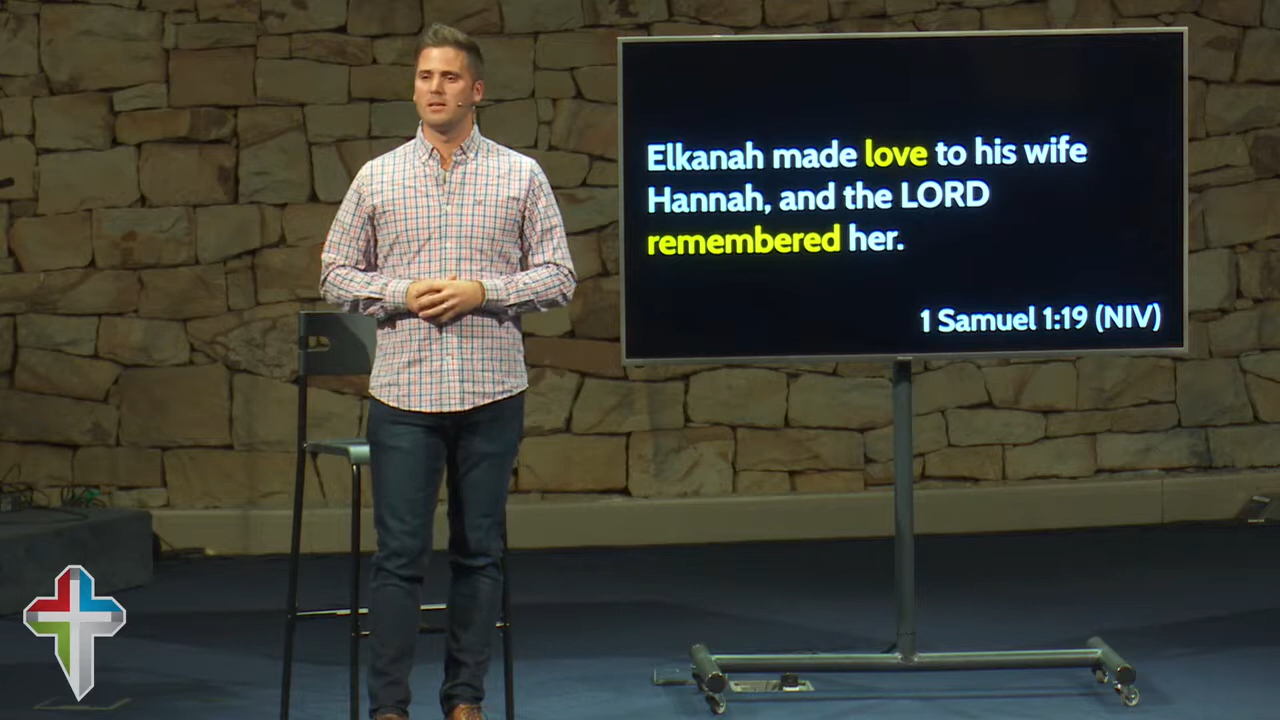 Elkanah made love to his wife
Hannah, and the LORD
remembered her.
1 Samuel 1:19 (NIV)